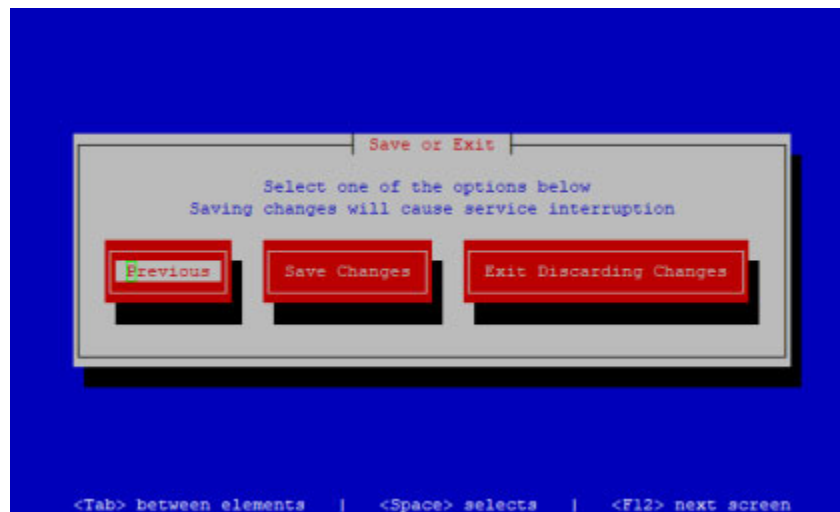 Save or Exit
Select one of the options below
Saving changes will cause service interruption
Previous Save Changes Exit Discarding Changes
<Tab> between elements | <Space> selects | <F12> next screen